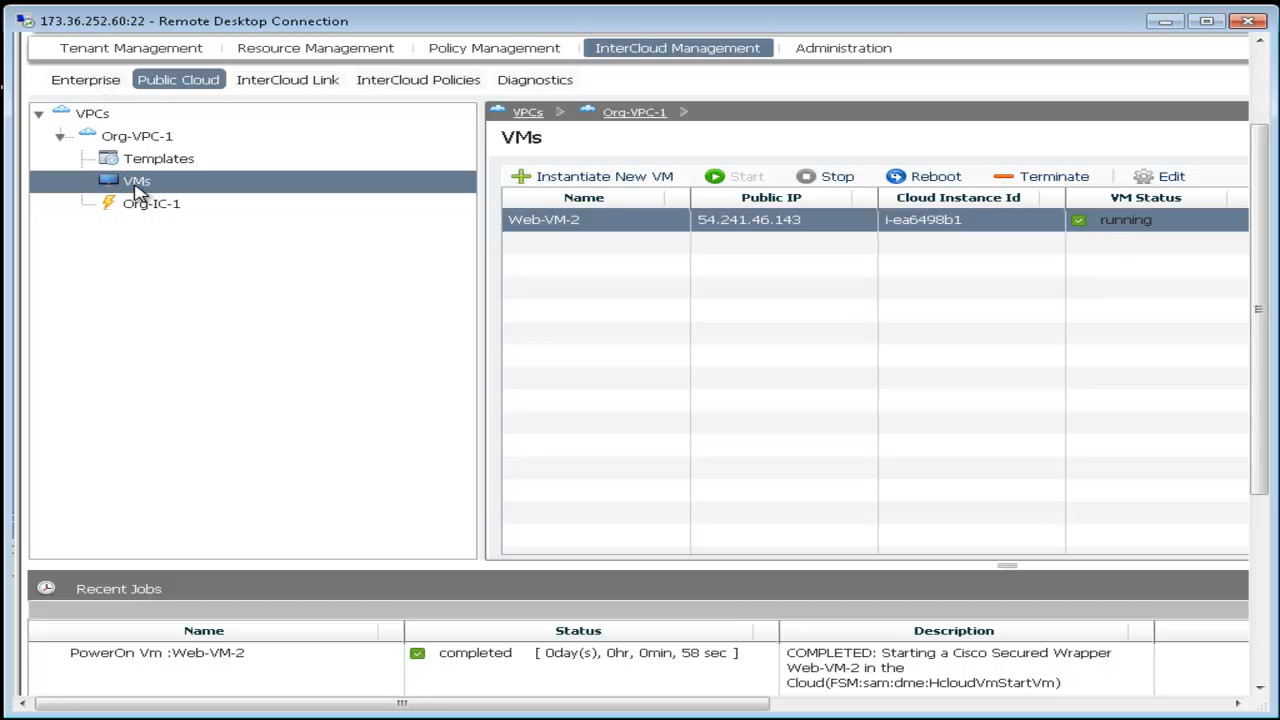 173.36.252.60:22 - Remote Desktop Connection
Tenant Management Resource Management Policy Management InterCloud Management Administration
Enterprise Public Cloud InterCloud Link InterCloud Policies Diagnostics
VPCs
Org-VPC-1
Templates
VMs
Org-IC-1
VPCs Org-VPC-1
VMs
Instantiate New VM Start Stop Reboot Terminate Edit
Name Public IP Cloud Instance Id VM Status
Web-VM-2 54.241.46.143 i-ea6498b1 running
Recent Jobs
Name Status Description
PowerOn Vm :Web-VM-2 completed [ 0day(s), 0hr, 0min, 58 sec ] COMPLETED: Starting a Cisco Secured Wrapper
Web-VM-2 in the
Cloud(FSM:sam:dme:HcloudVmStartVm)